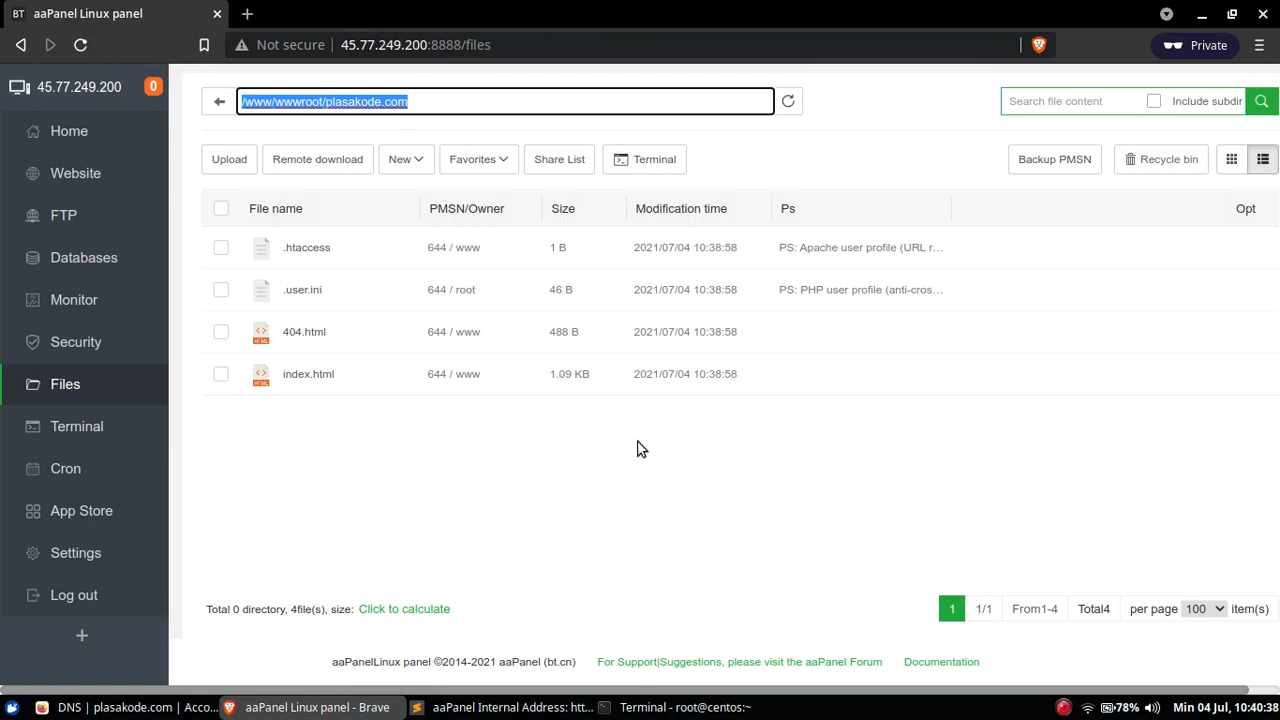 BT aaPanel Linux panel
Not secure 45.77.249.200:8888/files
Private
45.77.249.200 0
Home
Website
FTP
Databases
Monitor
Security
Files
Terminal
Cron
App Store
Settings
Log out
/www/wwwroot/plasakode.com
Search file content Include subdir
Upload Remote download New Favorites Share List Terminal Backup PMSN Recycle bin
File name PMSN/Owner Size Modification time Ps Opt
.htaccess 644 / www 1 B 2021/07/04 10:38:58 PS: Apache user profile (URL r...
.user.ini 644 / root 46 B 2021/07/04 10:38:58 PS: PHP user profile (anti-cros...
404.html 644 / www 488 B 2021/07/04 10:38:58
index.html 644 / www 1.09 KB 2021/07/04 10:38:58
Total 0 directory, 4file(s), size: Click to calculate
1 1/1 From1-4 Total4 per page 100 item(s)
aaPanelLinux panel ©2014-2021 aaPanel (bt.cn) For Support|Suggestions, please visit the aaPanel Forum Documentation
DNS | plasakode.com | Acco... aaPanel Linux panel - Brave aaPanel Internal Address: htt... Terminal - root@centos:~ 78% Min 04 Jul, 10:40:38